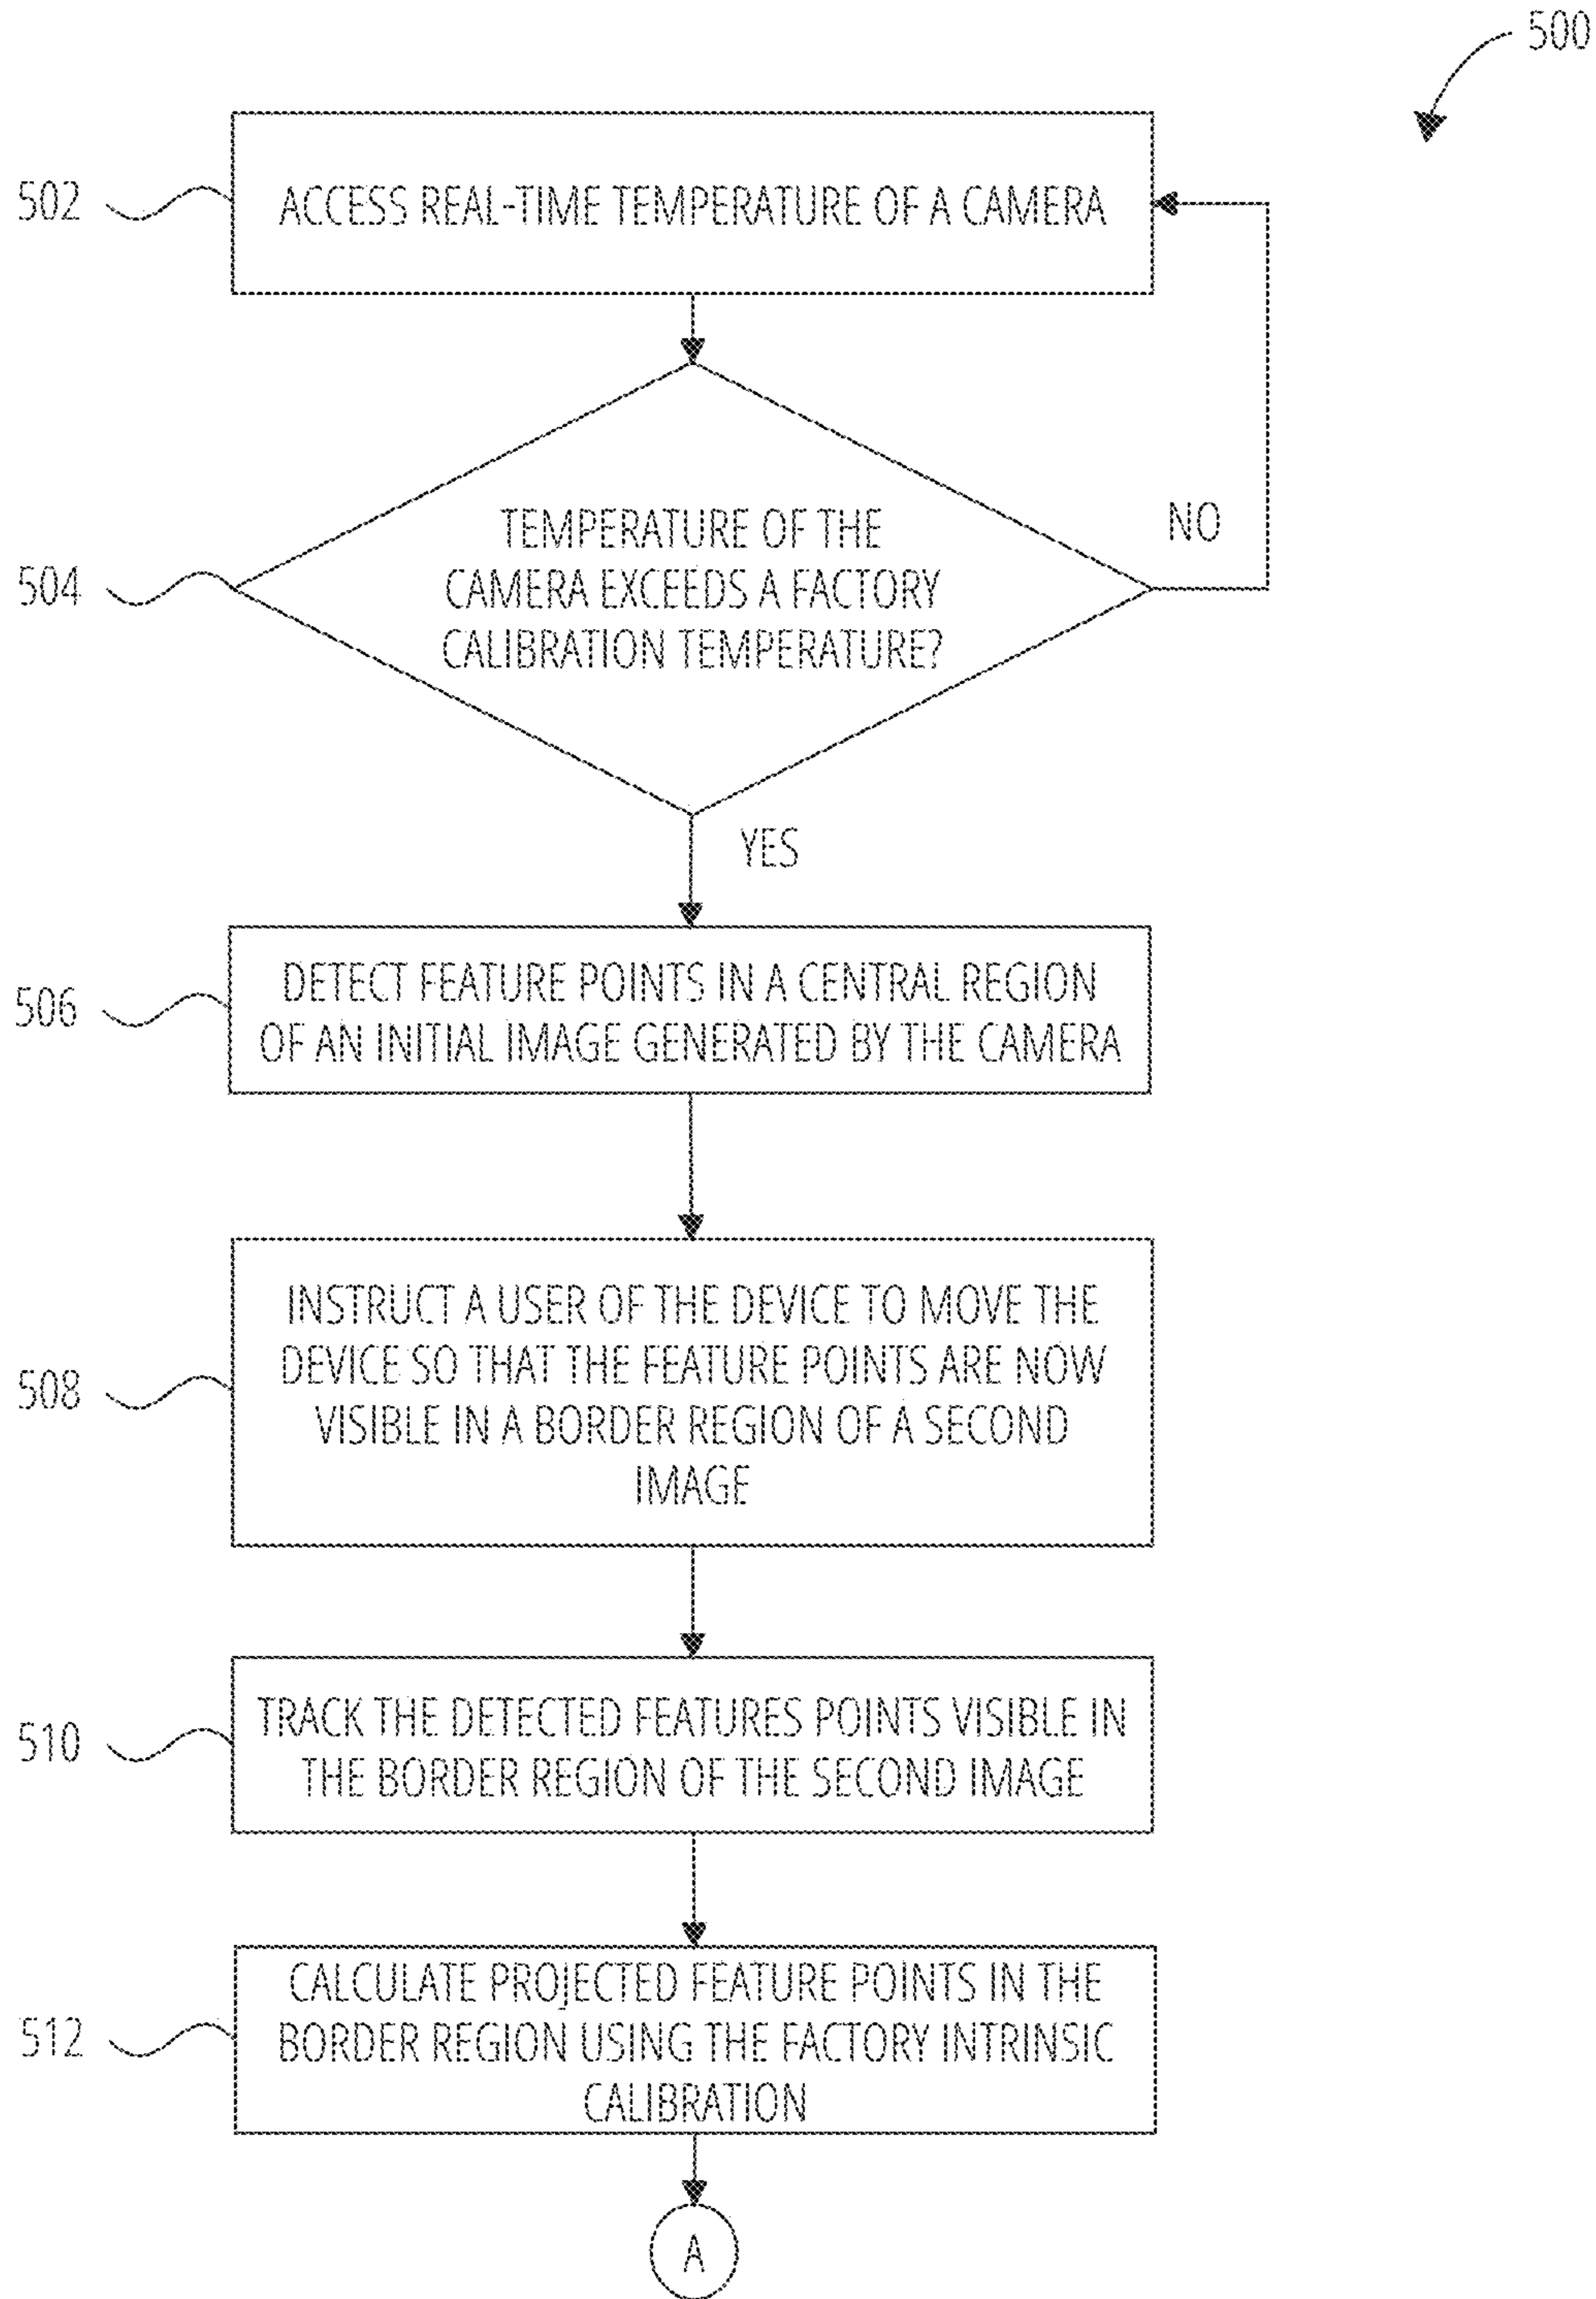 500
502
ACCESS REAL-TIME TEMPERATURE OF A CAMERA
504
TEMPERATURE OF THE
CAMERA EXCEEDS A FACTORY
CALIBRATION TEMPERATURE?
NO
YES
506
DETECT FEATURE POINTS IN A CENTRAL REGION
OF AN INITIAL IMAGE GENERATED BY THE CAMERA
508
INSTRUCT A USER OF THE DEVICE TO MOVE THE
DEVICE SO THAT THE FEATURE POINTS ARE NOW
VISIBLE IN A BORDER REGION OF A SECOND
IMAGE
510
TRACK THE DETECTED FEATURES POINTS VISIBLE IN
THE BORDER REGION OF THE SECOND IMAGE
512
CALCULATE PROJECTED FEATURE POINTS IN THE
BORDER REGION USING THE FACTORY INTRINSIC
CALIBRATION
A